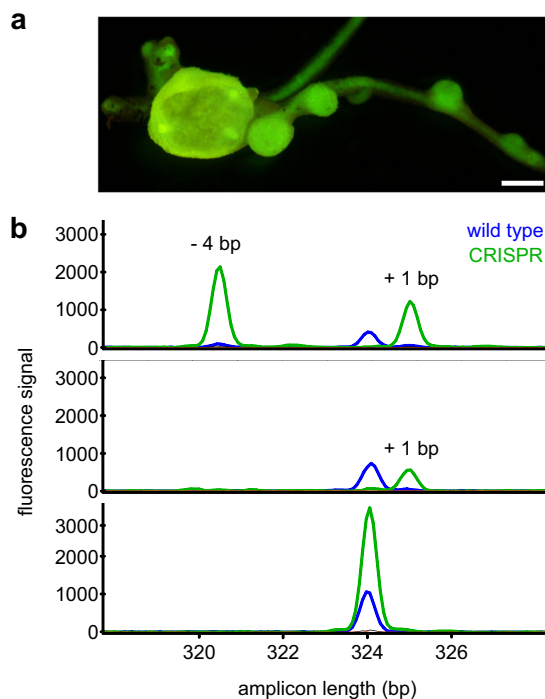 a
b
wild type
CRISPR
- 4 bp
+ 1 bp
3000
2000
1000
0
+ 1 bp
3000
2000
1000
0
3000
2000
1000
0
320 322 324 326
fluorescence signal
amplicon length (bp)